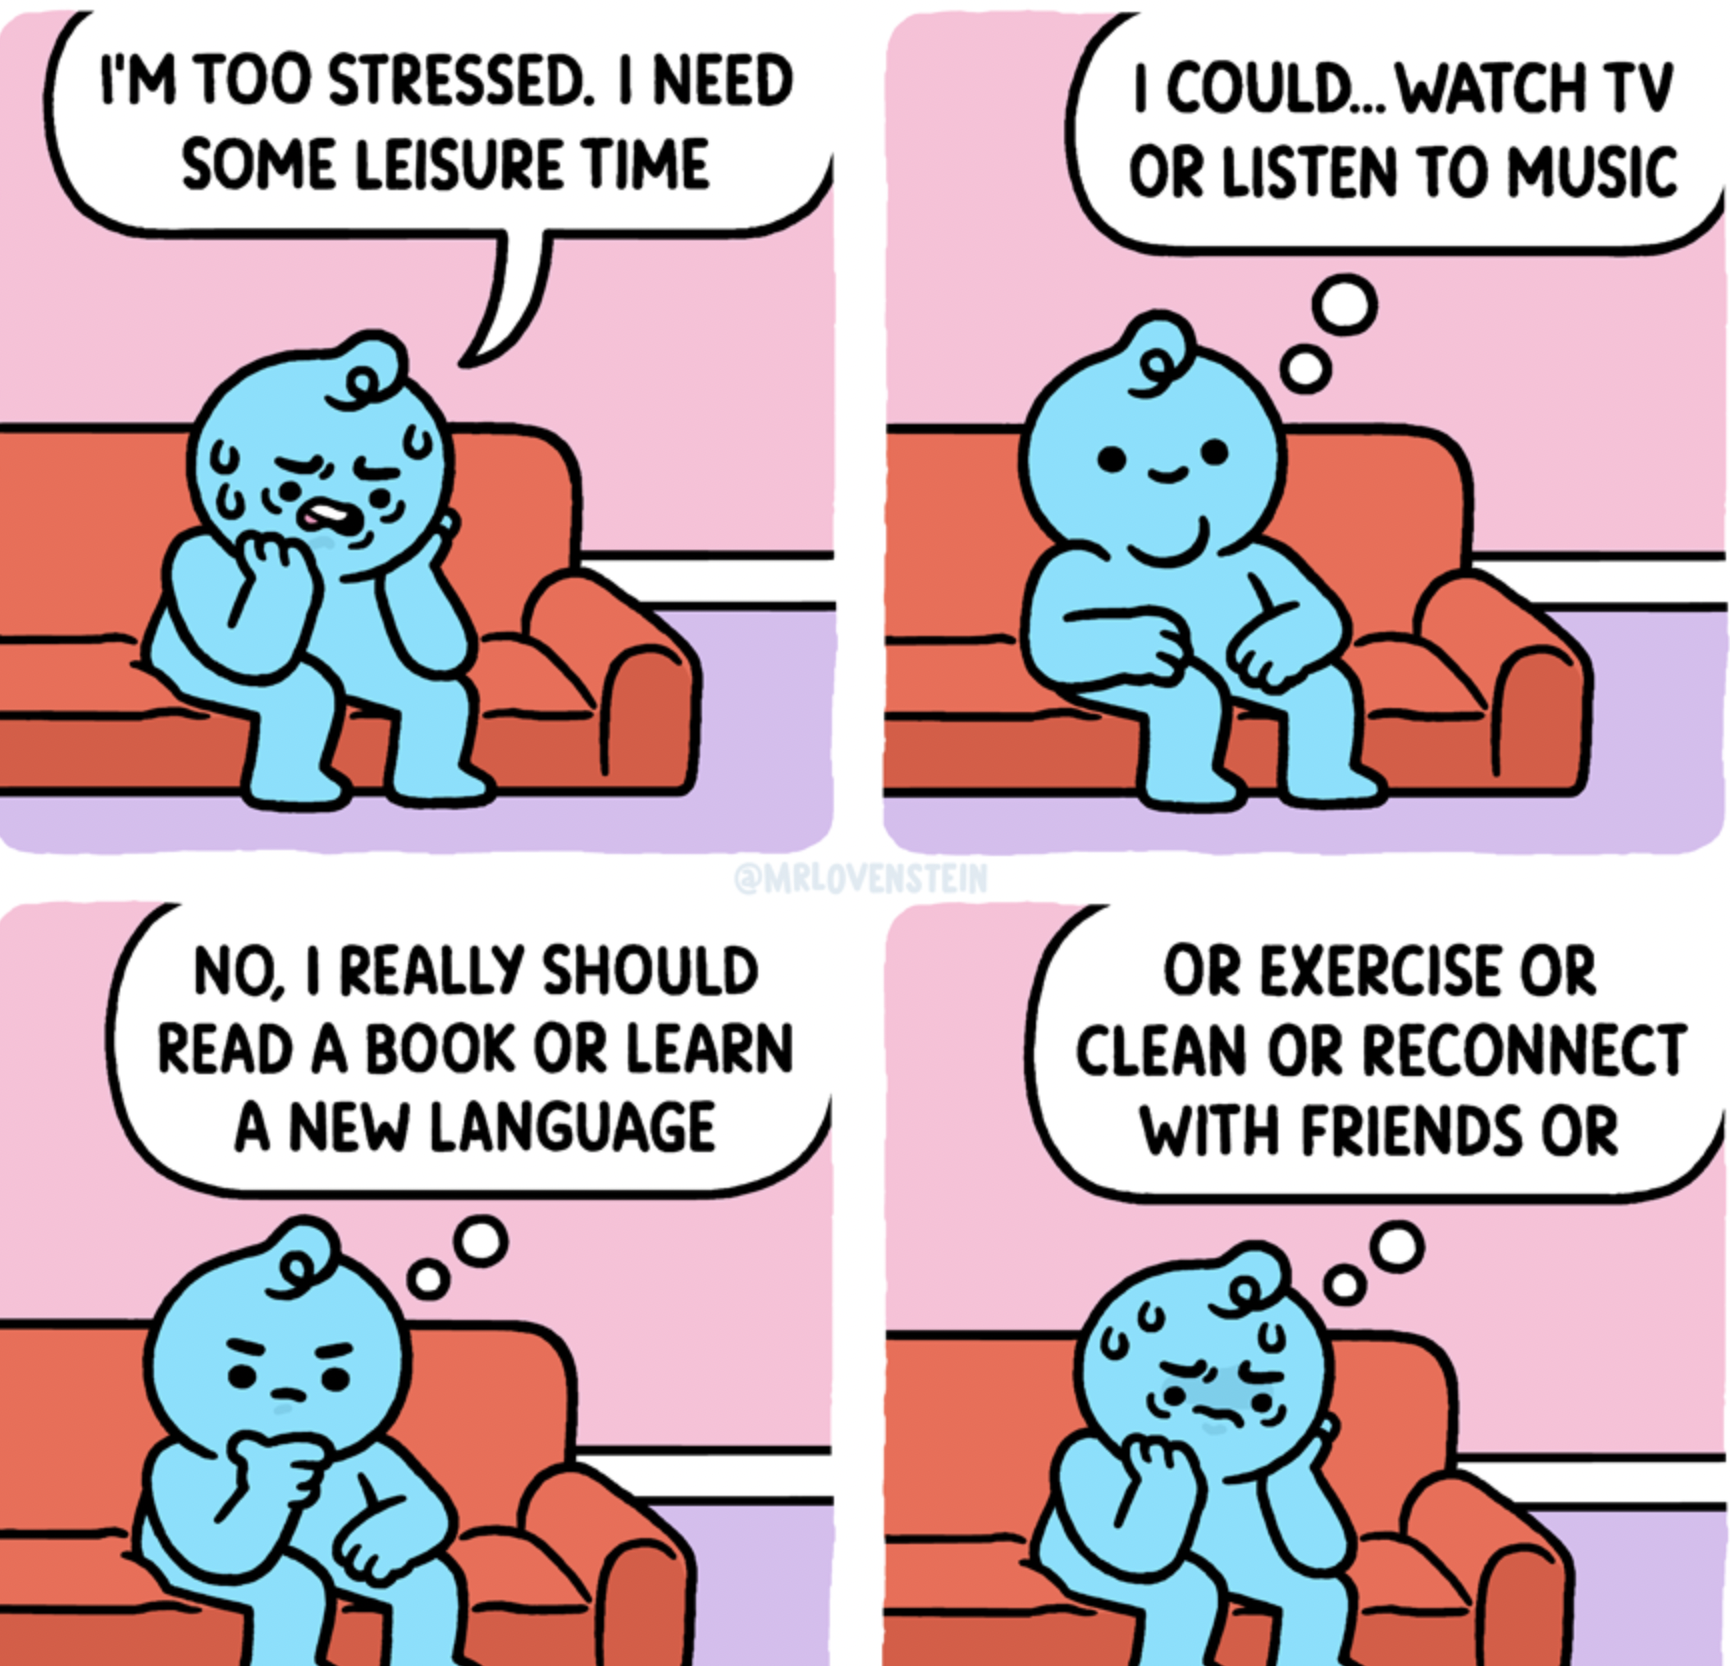 I'M TOO STRESSED. I NEED
SOME LEISURE TIME
I COULD... WATCH TV
OR LISTEN TO MUSIC
@MRLOVENSTEIN
NO, I REALLY SHOULD
READ A BOOK OR LEARN
A NEW LANGUAGE
OR EXERCISE OR
CLEAN OR RECONNECT
WITH FRIENDS OR